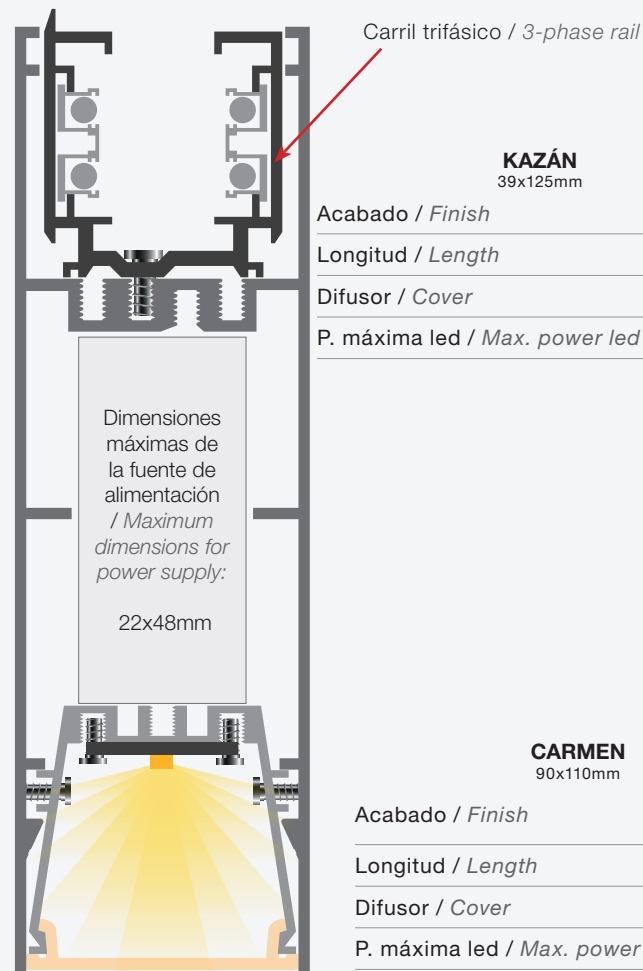 Carril trifásico / 3-phase rail
KAZÁN
39x125mm
Acabado / Finish
Longitud / Length
Difusor / Cover
P. máxima led / Max. power led
Dimensiones
máximas de
la fuente de
alimentación
/ Maximum
dimensions for
power supply:
22x48mm
CARMEN
90x110mm
Acabado / Finish
Longitud / Length
Difusor / Cover
P. máxima led / Max. power